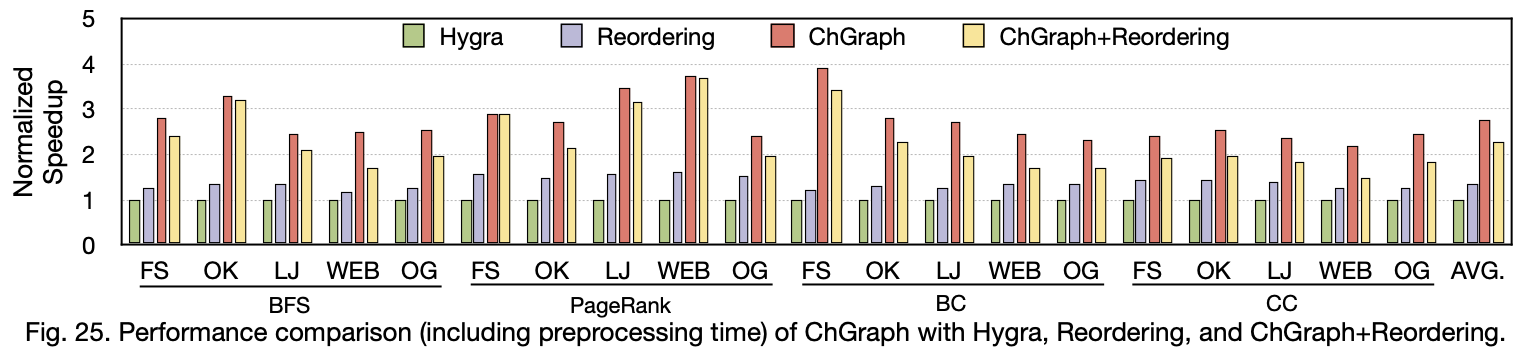 5
4
3
2
1
0
Normalized
Speedup
Hygra Reordering ChGraph ChGraph+Reordering
FS OK LJ WEB OG FS OK LJ WEB OG FS OK LJ WEB OG FS OK LJ WEB OG AVG.
BFS PageRank BC CC
Fig. 25. Performance comparison (including preprocessing time) of ChGraph with Hygra, Reordering, and ChGraph+Reordering.